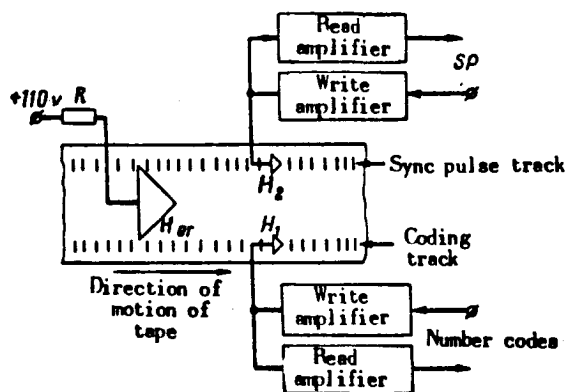 Read
amplifier
SP
Write
amplifier
+110 v R
H₂
Sync pulse track
H er
H₁
Coding
track
Direction of
motion of
tape
Write
amplifier
Number codes
Read
amplifier